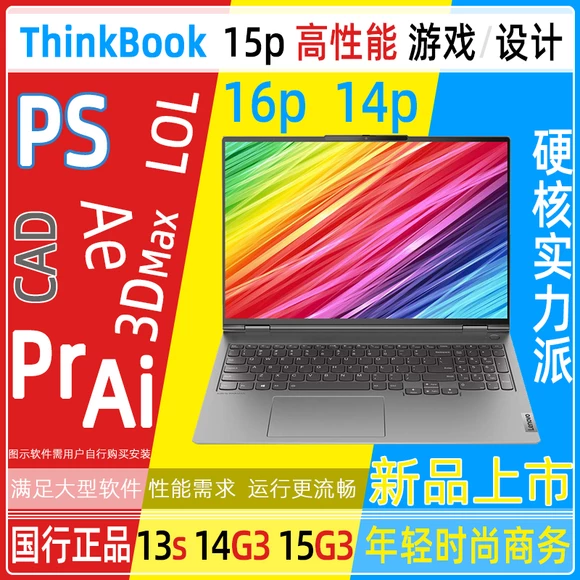 ThinkBook 15p 高性能 游戏/设计
16p 14p
PS
LOL
CAD
Ae
3DMax
Pr
Ai
硬核实力派
Lenovo
图示软件需用户自行购买安装
满足大型软件 性能需求 运行更流畅
新品上市
国行正品 13s 14G3 15G3 年轻时尚商务